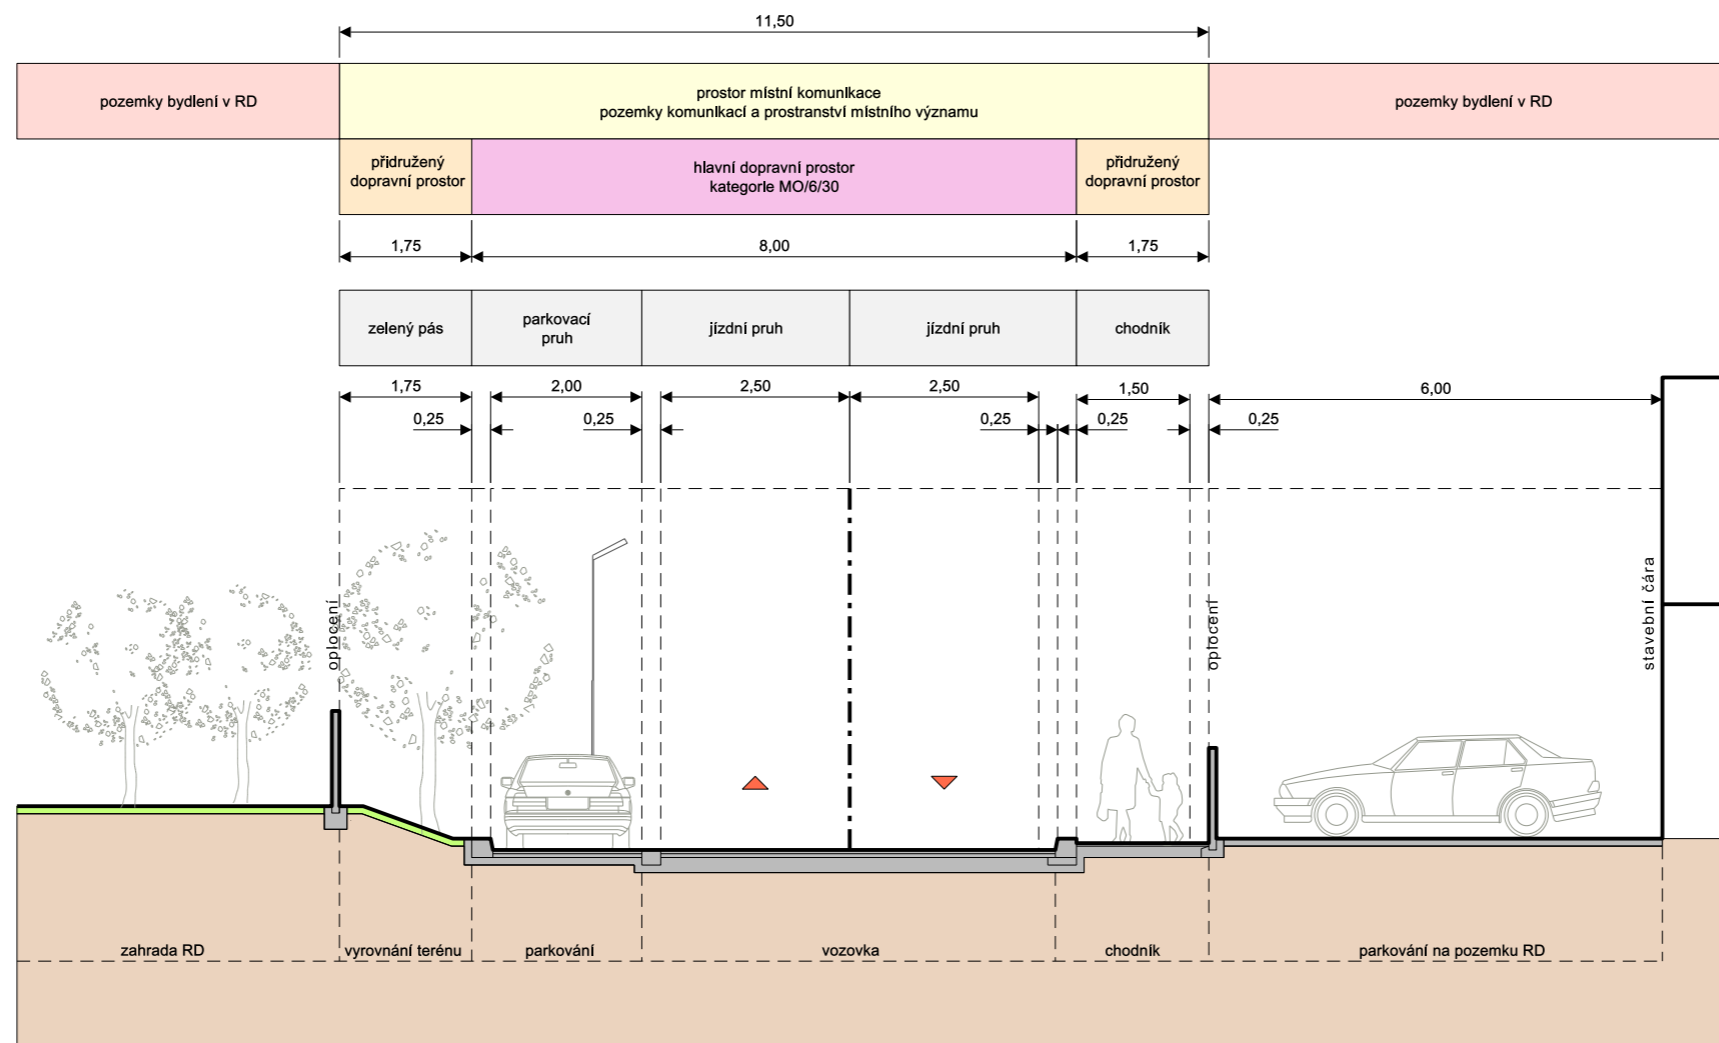 11,50
pozemky bydlení v RD
prostor místní komunikace
pozemky komunikací a prostranství místního významu
pozemky bydlení v RD
přidružený
dopravní prostor
hlavní dopravní prostor
kategorie MO/6/30
přidružený
dopravní prostor
1,75
8,00
1,75
zelený pás
parkovací
pruh
jízdní pruh
jízdní pruh
chodník
1,75
2,00
2,50
2,50
1,50
6,00
0,25
0,25
0,25
0,25
0,25
oplocení
oplocení
stavební čára
zahrada RD
vyrovnání terénu
parkování
vozovka
chodník
parkování na pozemku RD